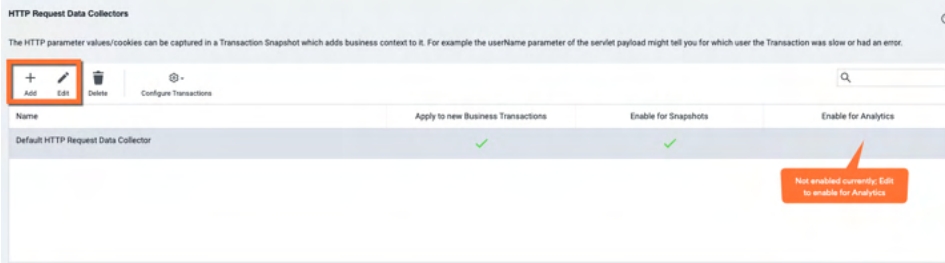 HTTP Request Data Collectors
The HTTP parameter values/cookies can be captured in a Transaction Snapshot which adds business context to it. For example the userName parameter of the servlet payload might tell you for which user the Transaction was slow or had an error.
Add Edit Delete Configure Transactions
Name Apply to new Business Transactions Enable for Snapshots Enable for Analytics
Default HTTP Request Data Collector
Not enabled currently; Edit
to enable for Analytics